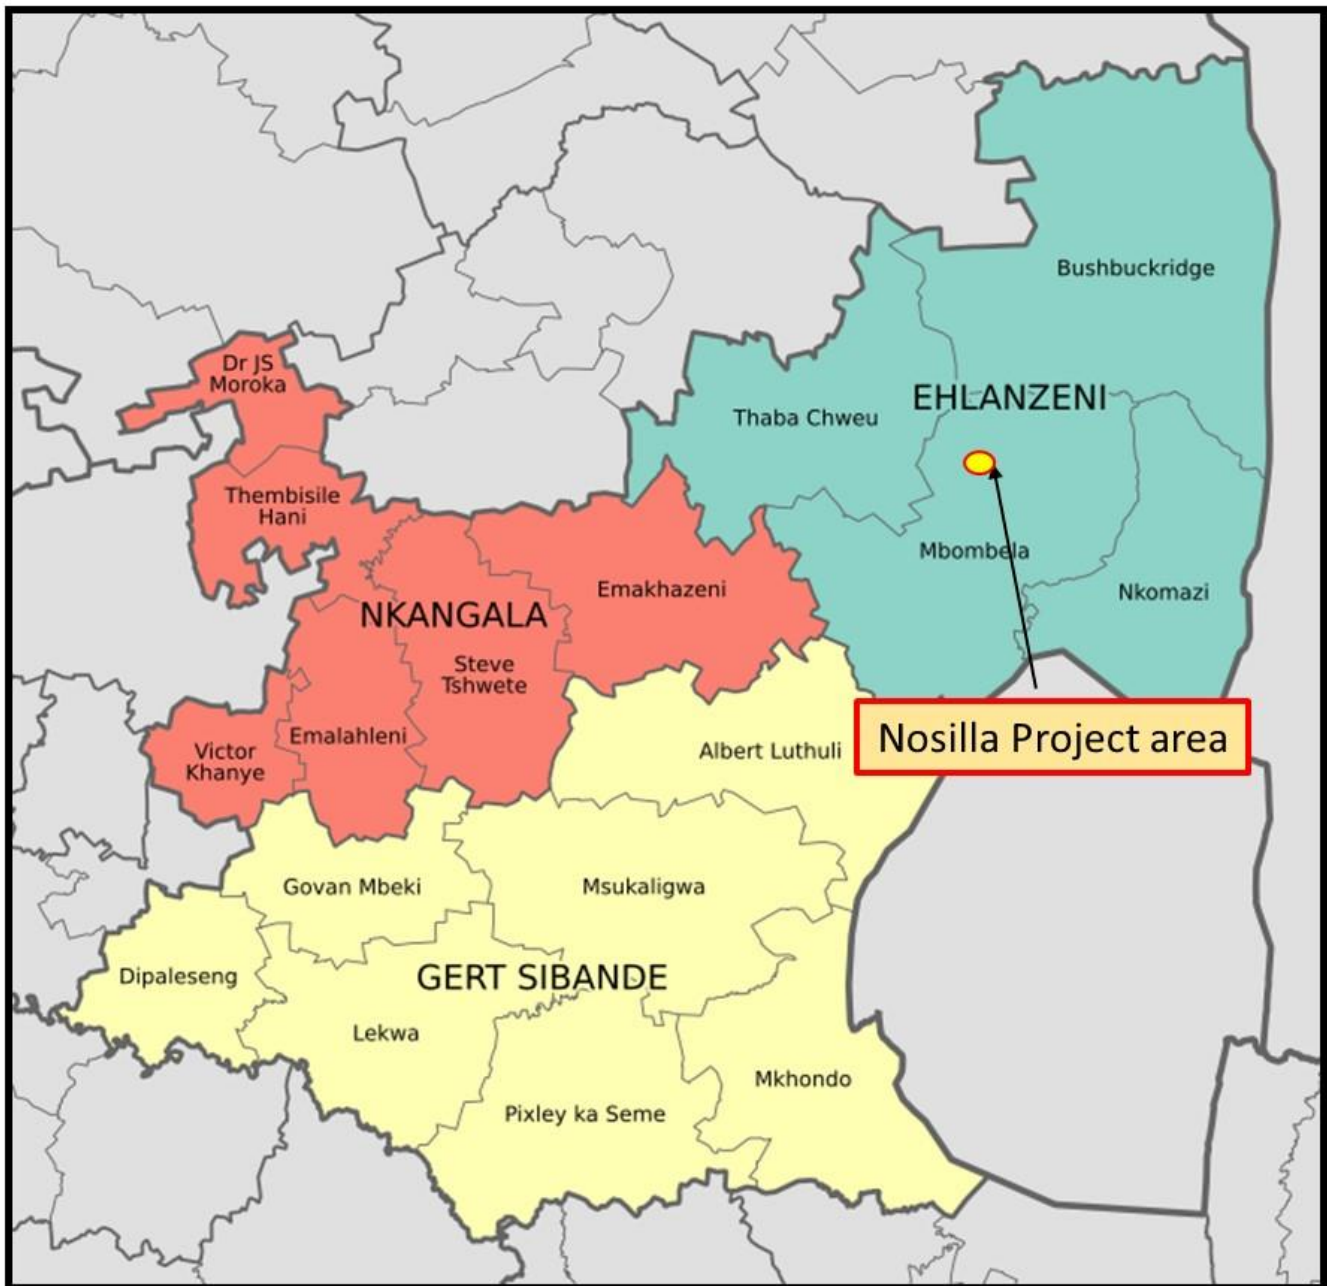 Bushbuckridge
Dr JS
Moroka
EHLANZENI
Thaba Chweu
Thembisile
Hani
Mbombela
Emakhazeni
Nkomazi
NKANGALA
Steve
Tshwete
Emalahleni
Victor
Khanye
Albert Luthuli
Nosilla Project area
Govan Mbeki
Msukaligwa
Dipaleseng
GERT SIBANDE
Lekwa
Mkhondo
Pixley ka Seme